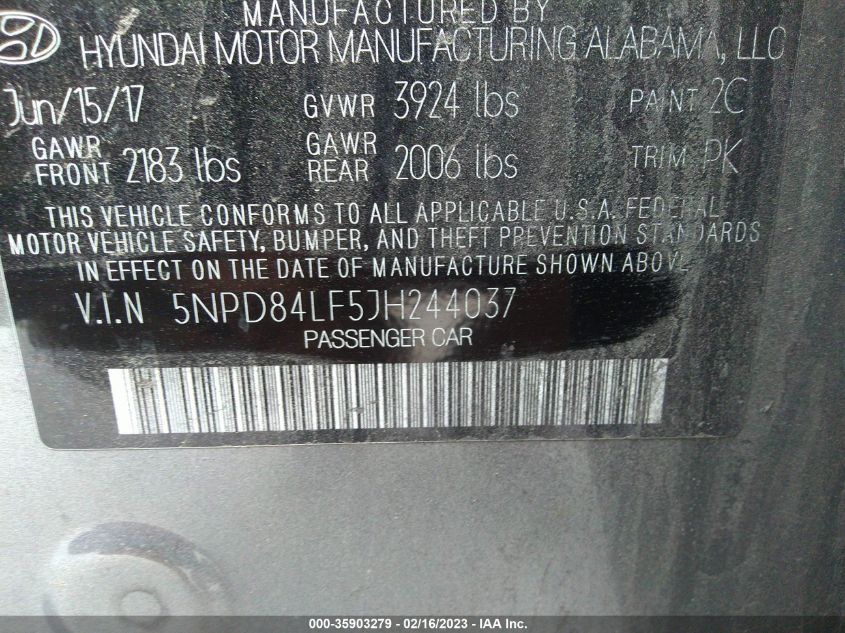 MANUFACTURED BY
HYUNDAI MOTOR MANUFACTURING ALABAMA, LLC
Jun/15/17 GVWR 3924 lbs PAINT 2C
GAWR FRONT 2183 lbs GAWR REAR 2006 lbs TRIM PK
THIS VEHICLE CONFORMS TO ALL APPLICABLE U.S.A. FEDERAL
MOTOR VEHICLE SAFETY, BUMPER, AND THEFT PREVENTION STANDARDS
IN EFFECT ON THE DATE OF MANUFACTURE SHOWN ABOVE
V.I.N 5NPD84LF5JH244037
PASSENGER CAR
000-35903279 - 02/16/2023 - IAA Inc.